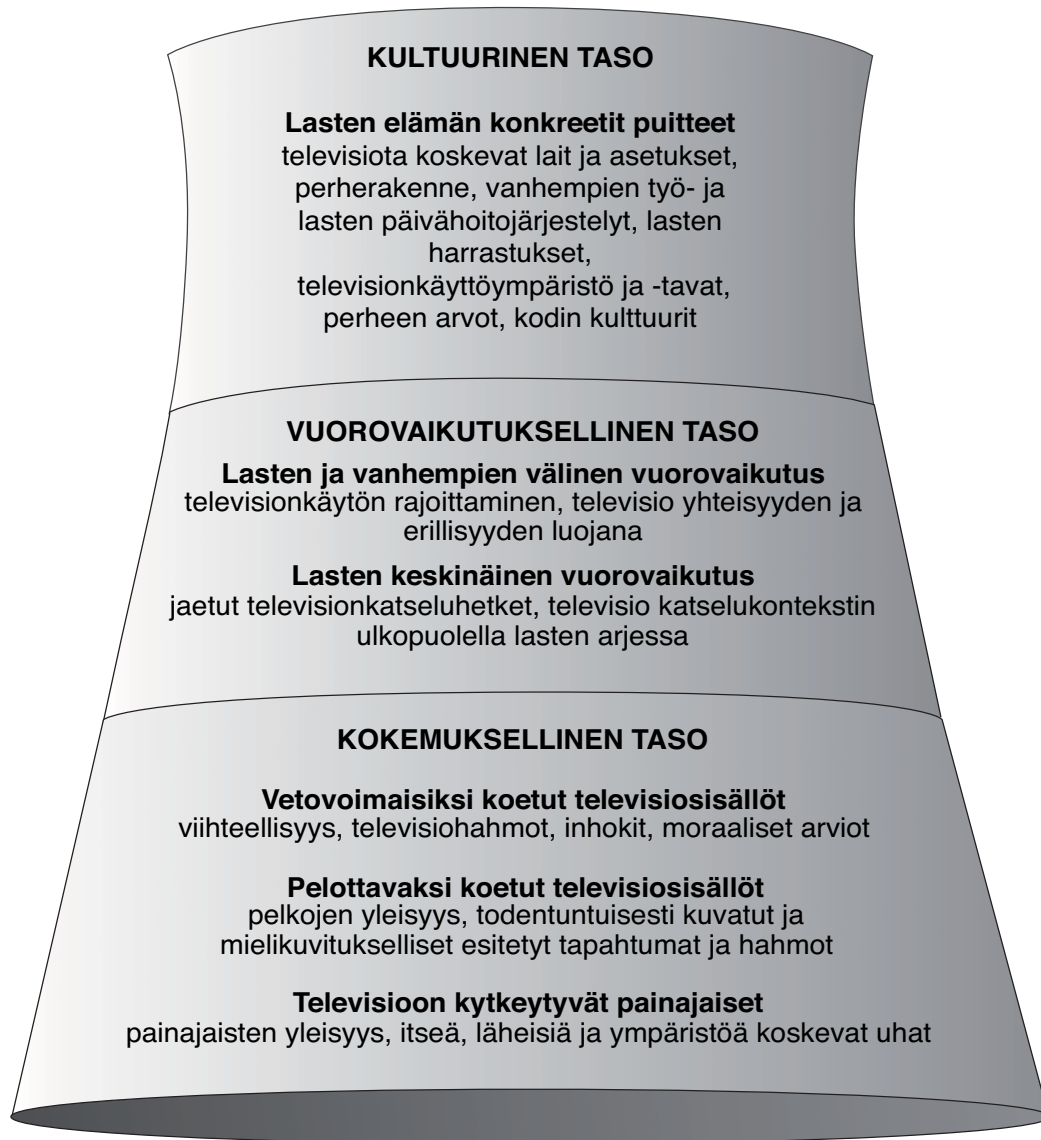 KULTUURINEN TASO
Lasten elämän konkreetit puitteet
televisiota koskevat lait ja asetukset,
perherakenne, vanhempien työ- ja
lasten päivähoitojärjestelyt, lasten
harrastukset,
televisionkäyttöympäristö ja -tavat,
perheen arvot, kodin kulttuurit
VUOROVAIKUTUKSELLINEN TASO
Lasten ja vanhempien välinen vuorovaikutus
televisionkäytön rajoittaminen, televisio yhteisyyden ja
erillisyyden luojana
Lasten keskinäinen vuorovaikutus
jaetut televisionkatseluhetket, televisio katselukontekstin
ulkopuolella lasten arjessa
KOKEMUKSELLINEN TASO
Vetovoimaisiksi koetut televisiosisällöt
viihteellisyys, televisiohahmot, inhokit, moraaliset arviot
Pelottavaksi koetut televisiosisällöt
pelkojen yleisyys, todentuntuisesti kuvatut ja
mielikuvitukselliset esitetyt tapahtumat ja hahmot
Televisioon kytkeytyvät painajaiset
painajaisten yleisyys, itseä, läheisiä ja ympäristöä koskevat uhat